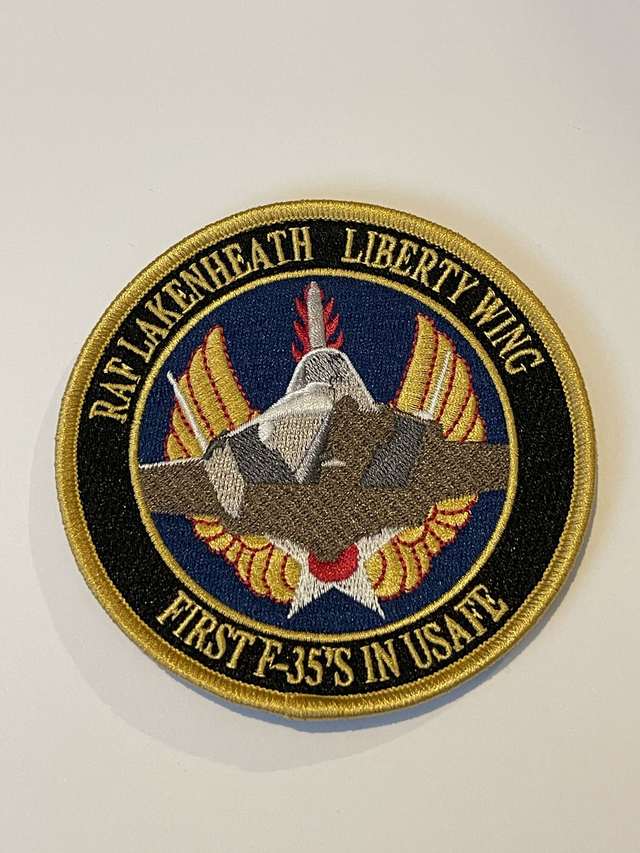 RAF LAKENHEATH LIBERTY WING
FIRST F-35'S IN USAFE